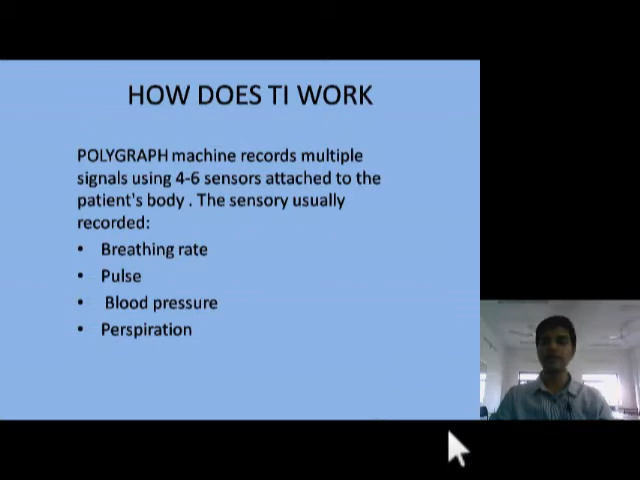 HOW DOES TI WORK
POLYGRAPH machine records multiple
signals using 4-6 sensors attached to the
patient's body . The sensory usually
recorded:
• Breathing rate
• Pulse
• Blood pressure
• Perspiration